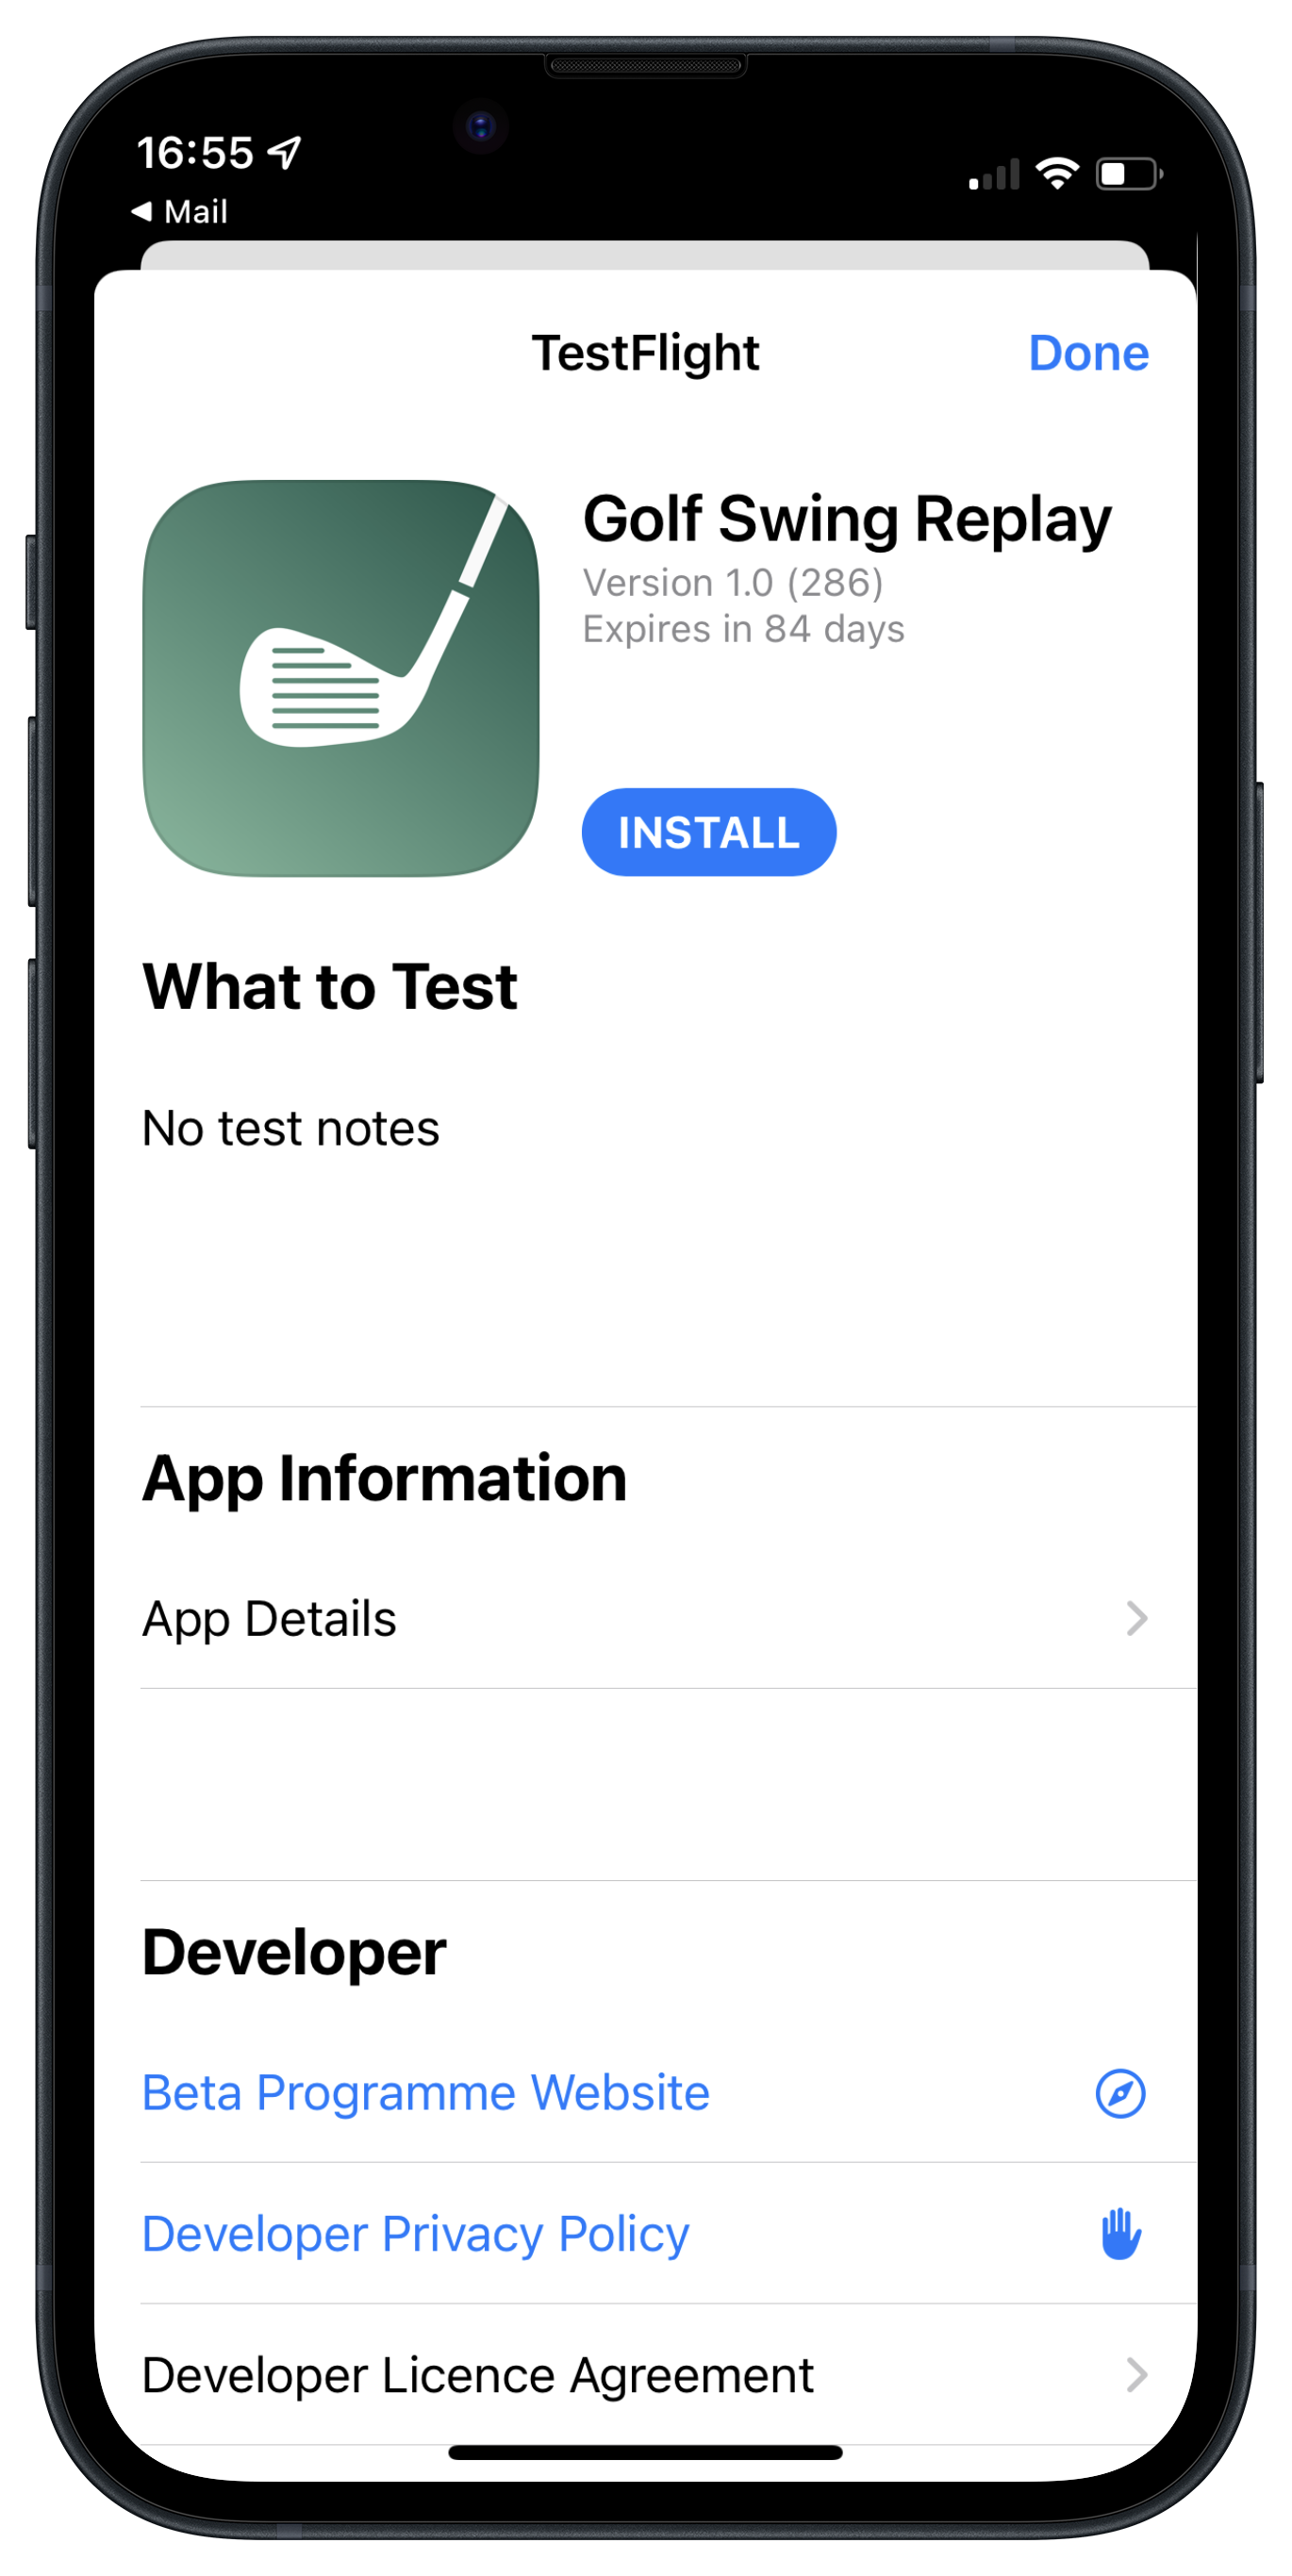 16:55
Mail
TestFlight
Done
Golf Swing Replay
Version 1.0 (286)
Expires in 84 days
INSTALL
What to Test
No test notes
App Information
App Details
Developer
Beta Programme Website
Developer Privacy Policy
Developer Licence Agreement